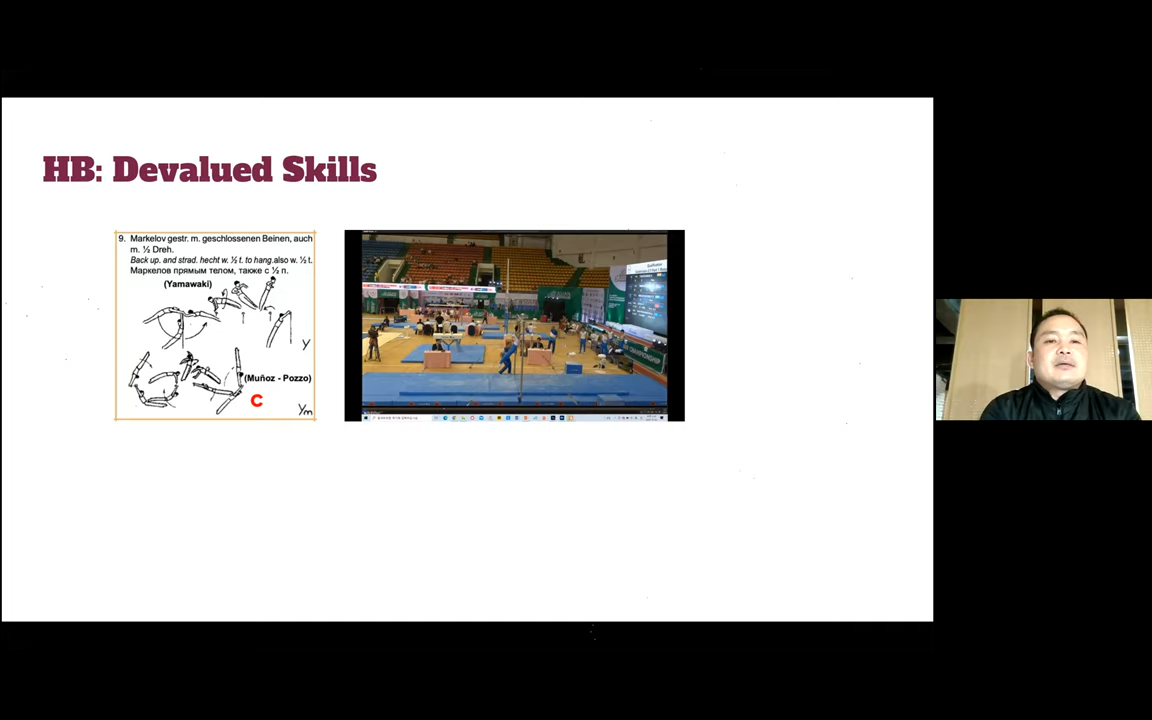 HB: Devalued Skills
9. Markelov gestr. m. geschlossenen Beinen, auch
m. ½ Dreh.
Back up. and strad. hecht w. ½ t. to hang.also w. ½ t.
Маркелов прямым телом, также с ½ п.
(Yamawaki)
Y
(Muñoz - Pozzo)
C
Ym
CHAMPIONSHIP